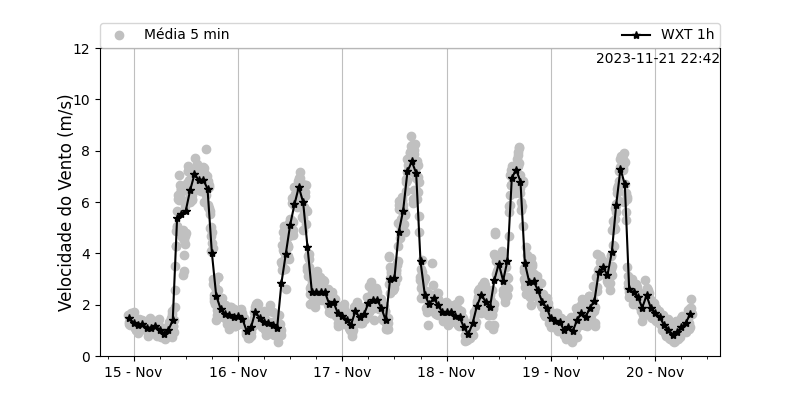 Média 5 min
WXT 1h
2023-11-21 22:42
Velocidade do Vento (m/s)
12
10
8
6
4
2
0
15 - Nov
16 - Nov
17 - Nov
18 - Nov
19 - Nov
20 - Nov